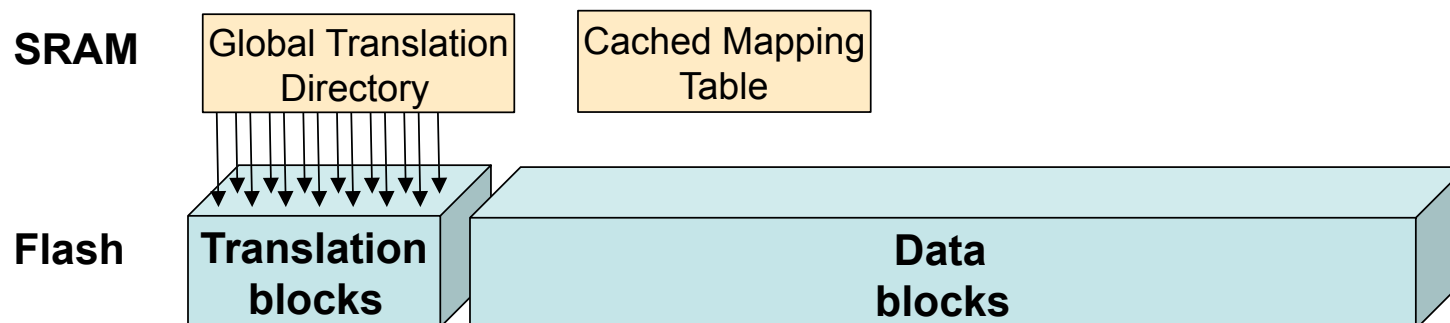 SRAM
Global Translation
Directory
Cached Mapping
Table
Flash
Translation
blocks
Data
blocks